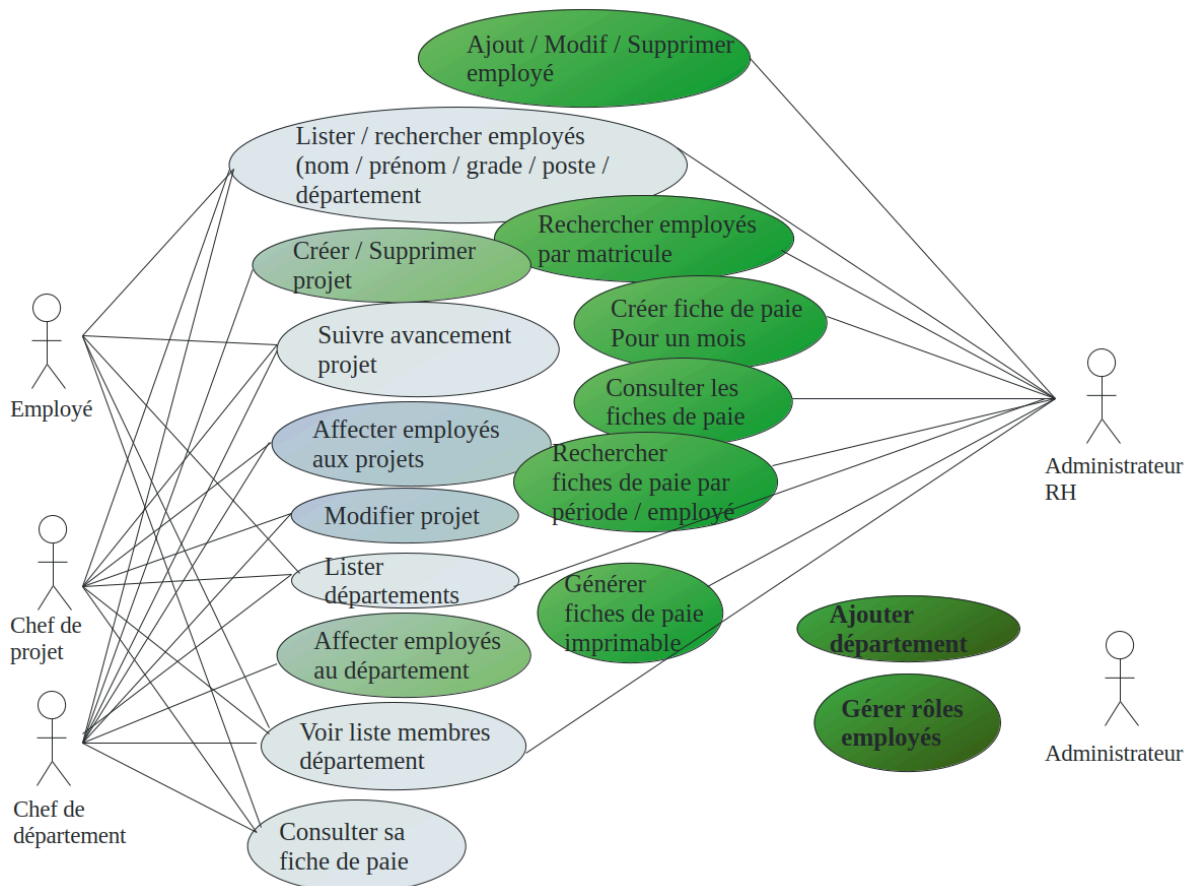 Ajout / Modif / Supprimer
employé
Lister / rechercher employés
(nom / prénom / grade / poste /
département
Rechercher employés
par matricule
Créer / Supprimer
projet
Créer fiche de paie
Pour un mois
Suivre avancement
projet
Employé
Consulter les
fiches de paie
Affecter employés
aux projets
Rechercher
fiches de paie par
période / employé
Administrateur
RH
Modifier projet
Lister
départements
Générer
fiches de paie
imprimable
Chef de
projet
Affecter employés
au département
Ajouter
département
Gérer rôles
employés
Voir liste membres
département
Administrateur
Chef de
département
Consulter sa
fiche de paie